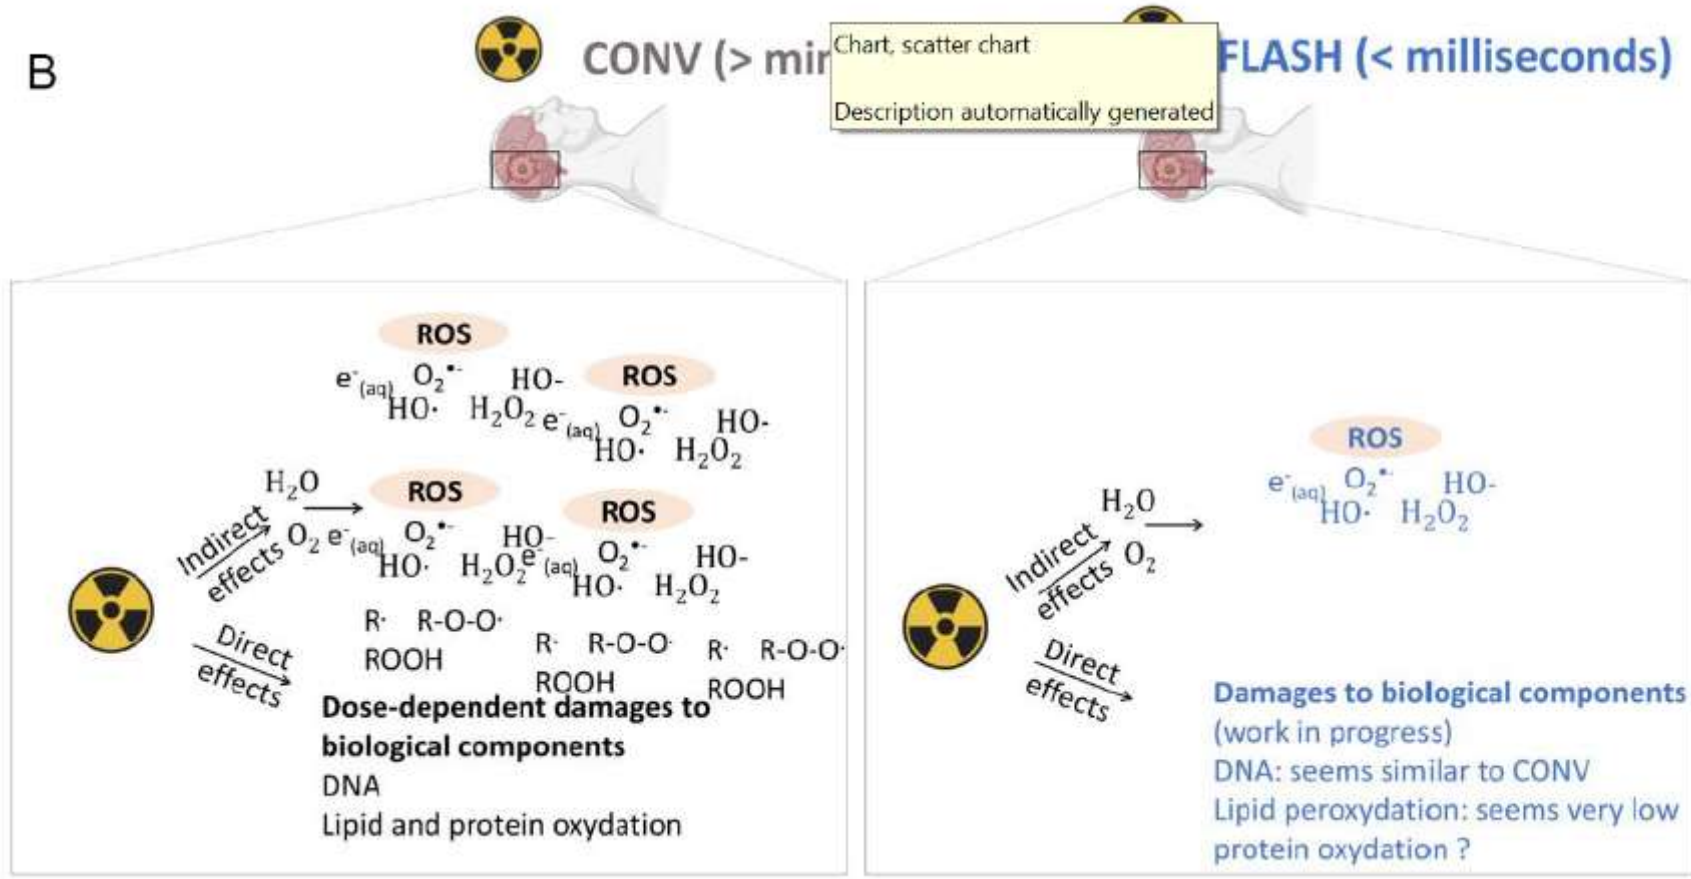 B
CONV (> mi
Chart, scatter chart
Description automatically generated
FLASH (< milliseconds)
ROS
e⁻(aq) O₂•- HO-
HO· H₂O₂
ROS
e⁻(aq) O₂•- HO-
HO· H₂O₂
Indirect
effects
H₂O
O₂
ROS
e⁻(aq) O₂•- HO-
HO· H₂O₂
ROS
e⁻(aq) O₂•- HO-
HO· H₂O₂
Direct
effects
R· R-O-O·
ROOH
R· R-O-O·
ROOH
R· R-O-O·
ROOH
Dose-dependent damages to
biological components
DNA
Lipid and protein oxydation
Indirect
effects
H₂O
O₂
ROS
e⁻(aq) O₂•- HO-
HO· H₂O₂
Direct
effects
Damages to biological components
(work in progress)
DNA: seems similar to CONV
Lipid peroxydation: seems very low
protein oxydation ?